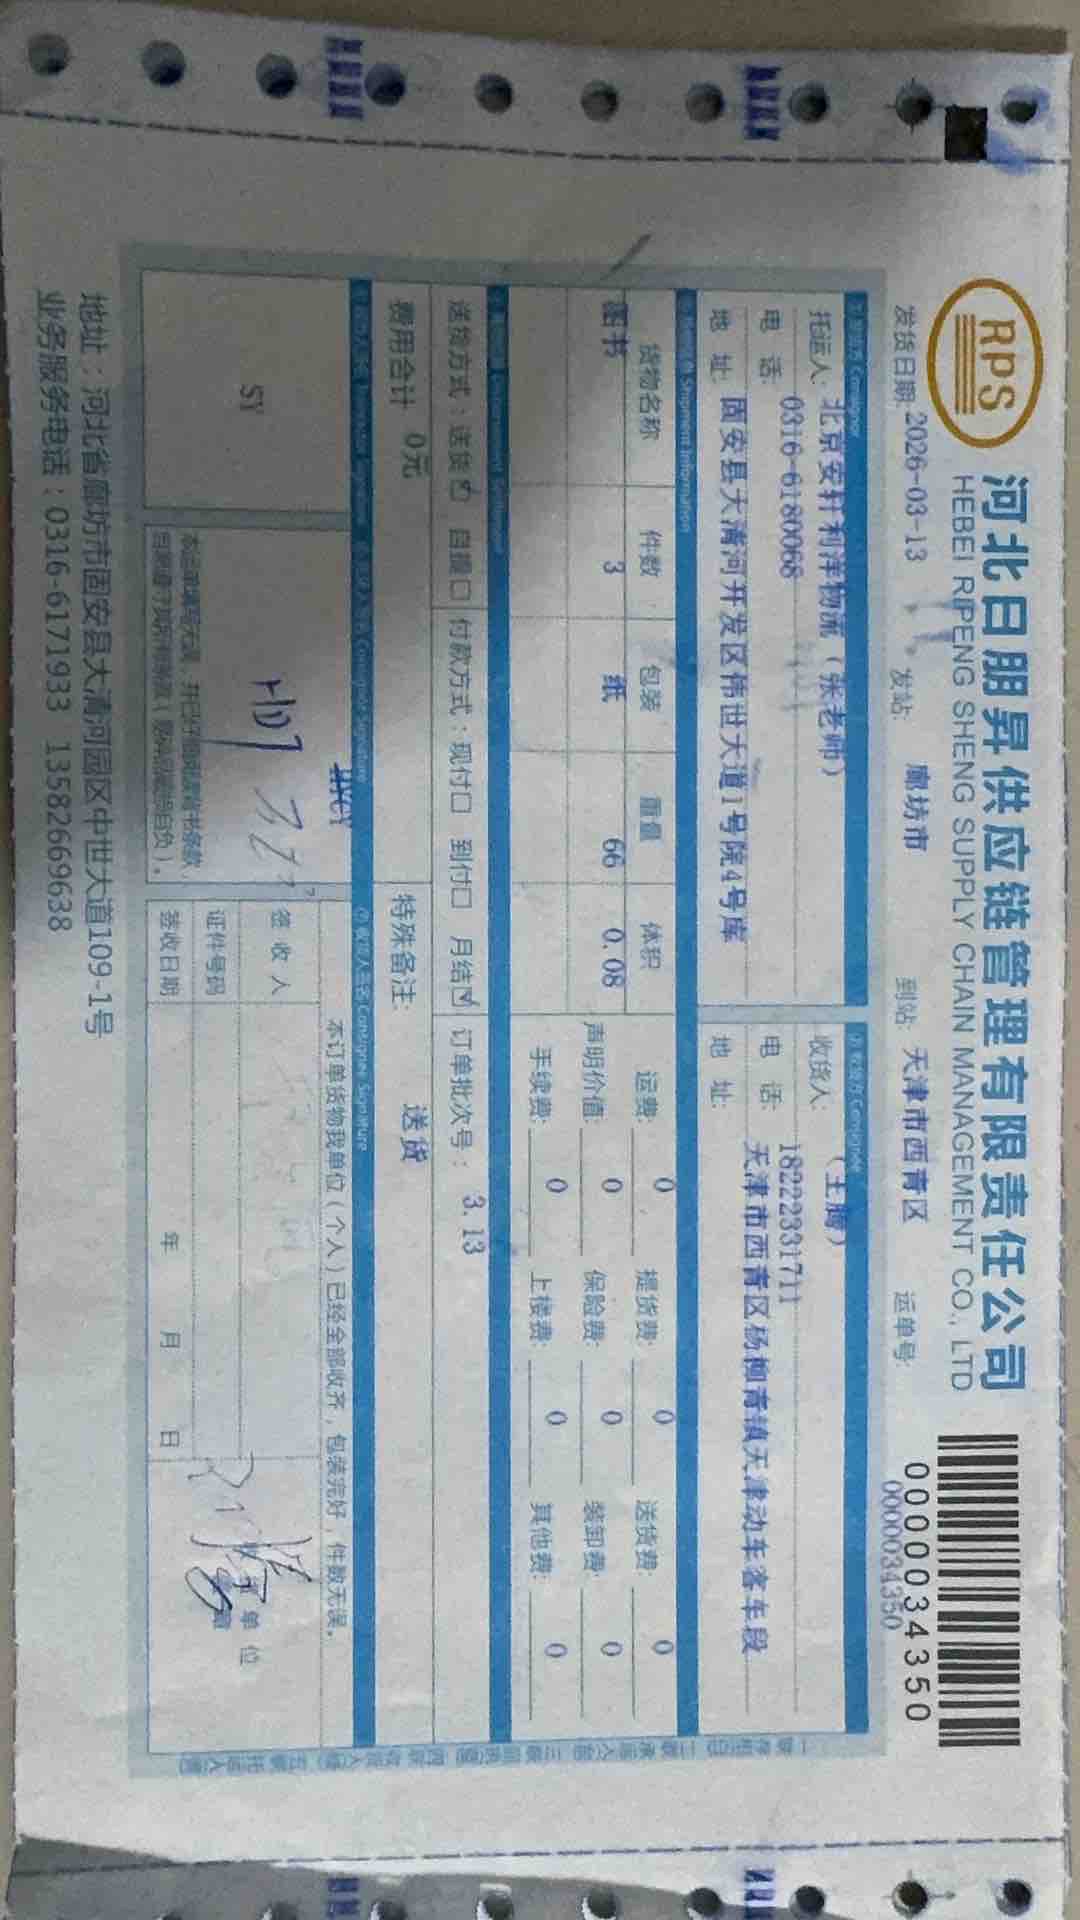 RPS
河北日朋昇供应链管理有限责任公司
HEBEI RIPENG SHENG SUPPLY CHAIN MANAGEMENT CO., LTD
0000034350
0000034350
发货日期: 2026-03-13 发站: 廊坊市 到站: 天津市西青区 运单号:
Consignor
托运人: 北京安轩利洋物流 (张老师)
电 话: 0316-6180068
地 址: 固安县大清河开发区伟世大道1号院4号库
Consignee
收货人: (王腾)
电 话: 18222331711
地 址: 天津市西青区杨柳青镇天津动车客车段
Shipment Information
货物名称 件数 包装 重量 体积
图书 3 纸 66 0.08
运费: 0 提货费: 0 送货费: 0
声明价值: 0 保险费: 0 装卸费: 0
手续费: 0 上楼费: 0 其他费: 0
送货方式:送货☑ 自提□ 付款方式:现付□ 到付□ 月结☑ 订单批次号: 3.13
费用合计 0元 特殊备注: 送货
Consignor Signature
Consignee Signature
SY
本订单货物我单位(个人)已经全部收齐,包装完好,件数无误。
签 收 人
证件号码
签收日期 年 月 日
单 位
地址:河北省廊坊市固安县大清河园区中世大道109-1号
业务服务电话:0316-6171933 13582669638